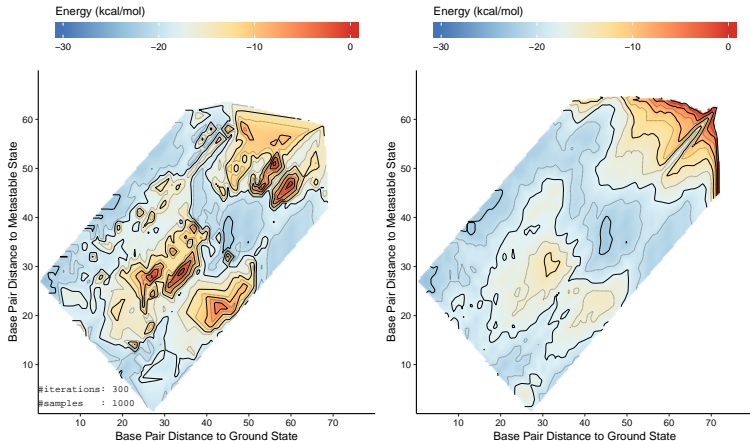 Energy (kcal/mol)
−30 −20 −10 0
Base Pair Distance to Metastable State
60
50
40
30
20
10
#iterations: 300
#samples : 1000
10 20 30 40 50 60 70
Base Pair Distance to Ground State
Energy (kcal/mol)
−30 −20 −10 0
Base Pair Distance to Metastable State
60
50
40
30
20
10
10 20 30 40 50 60 70
Base Pair Distance to Ground State